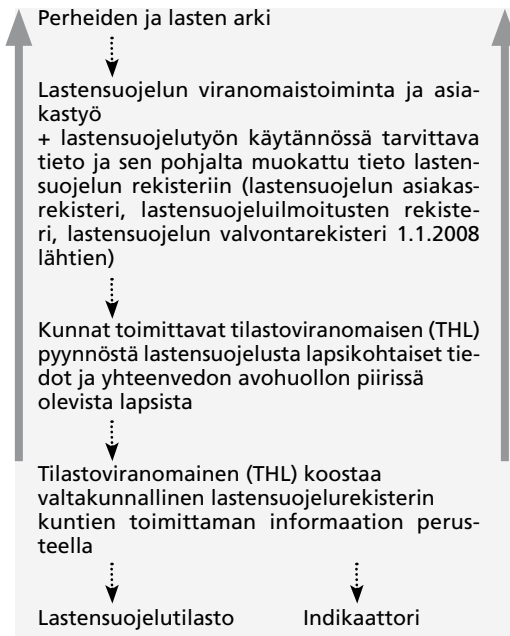 Perheiden ja lasten arki
Lastensuojelun viranomaistoiminta ja asia-
kastyö
+ lastensuojelutyön käytännössä tarvittava
tieto ja sen pohjalta muokattu tieto lasten-
suojelun rekisteriin (lastensuojelun asiakas-
rekisteri, lastensuojeluilmoitusten rekiste-
ri, lastensuojelun valvontarekisteri 1.1.2008
lähtien)
Kunnat toimittavat tilastoviranomaisen (THL)
pyynnöstä lastensuojelusta lapsikohtaiset tie-
dot ja yhteenvedon avohuollon piirissä
olevista lapsista
Tilastoviranomainen (THL) koostaa
valtakunnallinen lastensuojelurekisterin
kuntien toimittaman informaation perus-
teella
Lastensuojelutilasto Indikaattori